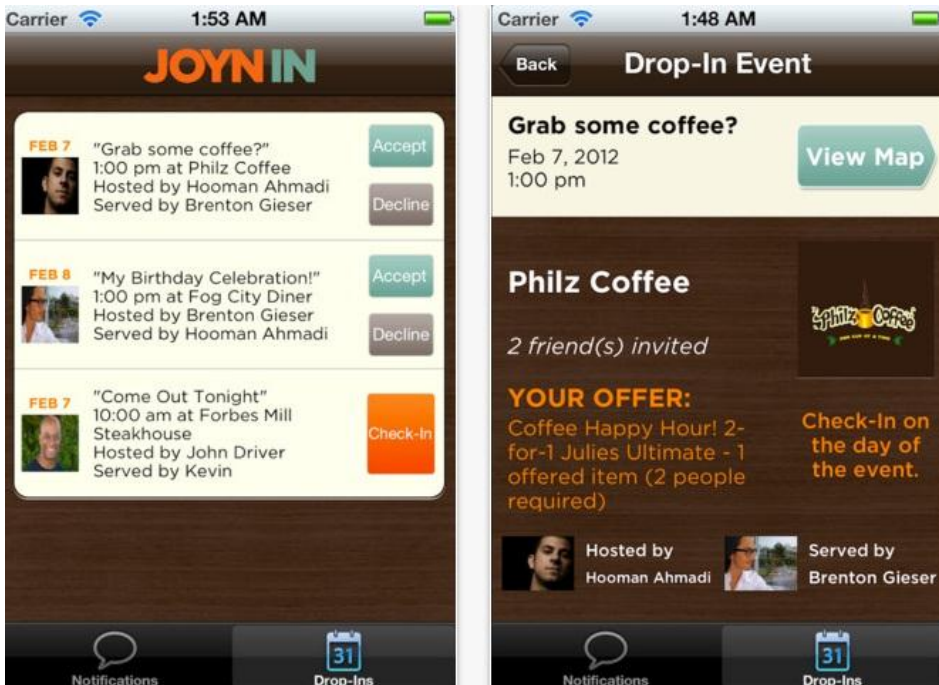 Carrier 1:53 AM
JOYN IN
FEB 7
"Grab some coffee?"
1:00 pm at Philz Coffee
Hosted by Hooman Ahmadi
Served by Brenton Gieser
Accept
Decline
FEB 8
"My Birthday Celebration!"
1:00 pm at Fog City Diner
Hosted by Brenton Gieser
Served by Hooman Ahmadi
Accept
Decline
FEB 7
"Come Out Tonight"
10:00 am at Forbes Mill
Steakhouse
Hosted by John Driver
Served by Kevin
Check-In
Notifications
31
Drop-Ins
Carrier 1:48 AM
Back
Drop-In Event
Grab some coffee?
Feb 7, 2012
1:00 pm
View Map
Philz Coffee
Philz Coffee
2 friend(s) invited
YOUR OFFER:
Coffee Happy Hour! 2-
for-1 Julies Ultimate - 1
offered item (2 people
required)
Check-In on
the day of
the event.
Hosted by
Hooman Ahmadi
Served by
Brenton Gieser
Notifications
31
Drop-Ins